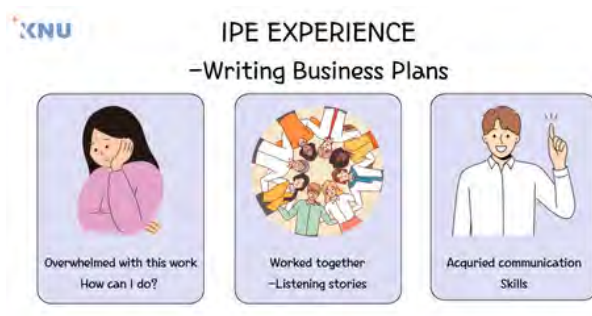 KNU
IPE EXPERIENCE
-Writing Business Plans
Overwhelmed with this work
How can I do?
Worked together
-Listening stories
Acquried communication
Skills